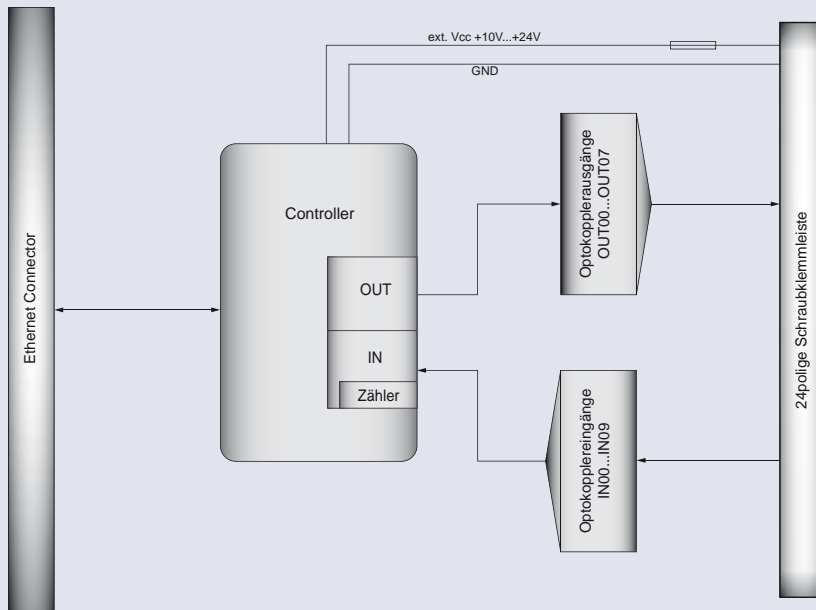 ext. Vcc +10V...+24V
GND
Ethernet Connector
Controller
OUT
IN
Zähler
Optokopplerausgänge
OUT00...OUT07
Optokopplereingänge
IN00...IN09
24polige Schraubklemmleiste